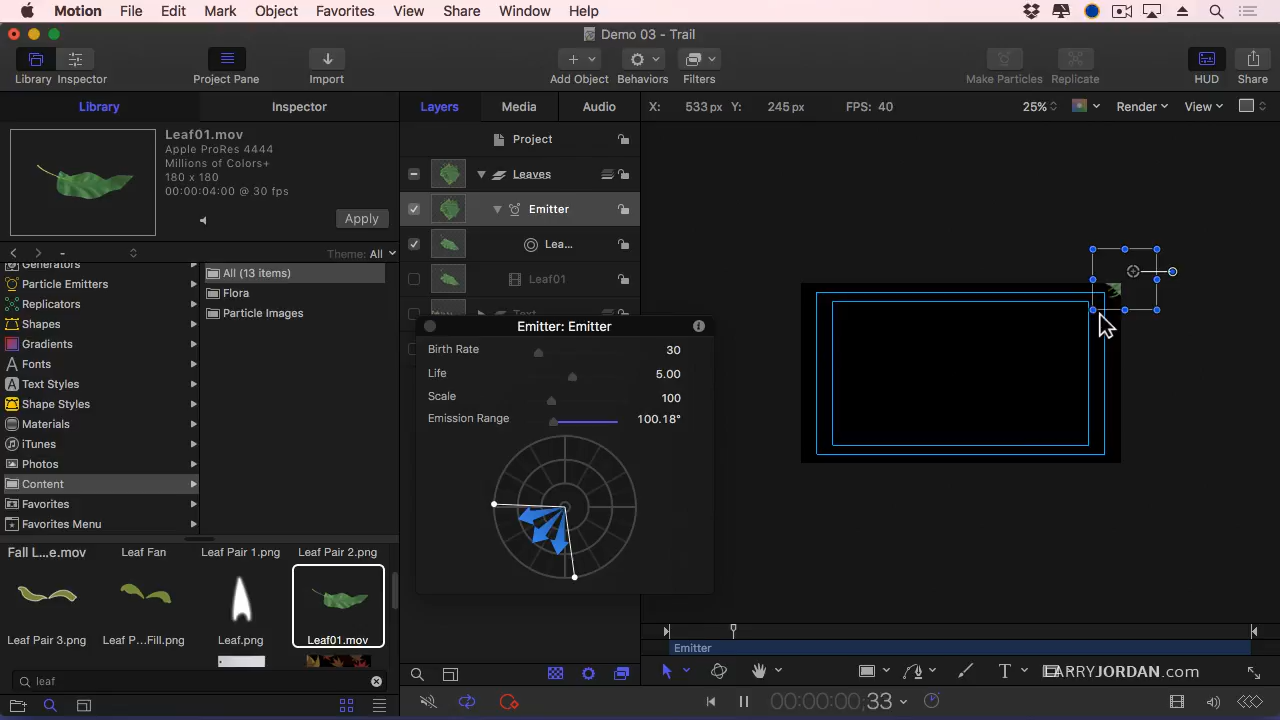 Motion File Edit Mark Object Favorites View Share Window Help
Demo 03 - Trail
Library Inspector Project Pane Import Add Object Behaviors Filters Make Particles Replicate HUD Share
Library Inspector Layers Media Audio X: 533 px Y: 245 px FPS: 40 25% Render View
Leaf01.mov
Apple ProRes 4444
Millions of Colors+
180 x 180
00:00:04:00 @ 30 fps
Apply
- Theme: All
Generators
Particle Emitters
Replicators
Shapes
Gradients
Fonts
Text Styles
Shape Styles
Materials
iTunes
Photos
Content
Favorites
Favorites Menu
All (13 items)
Flora
Particle Images
Fall L...e.mov Leaf Fan Leaf Pair 1.png Leaf Pair 2.png
Leaf Pair 3.png Leaf P...Fill.png Leaf.png Leaf01.mov
leaf
Project
Leaves
Emitter
Lea...
Leaf01
Text
Emitter: Emitter
Birth Rate 30
Life 5.00
Scale 100
Emission Range 100.18°
Emitter
T
LARRYJORDAN.com
00:00:00;33